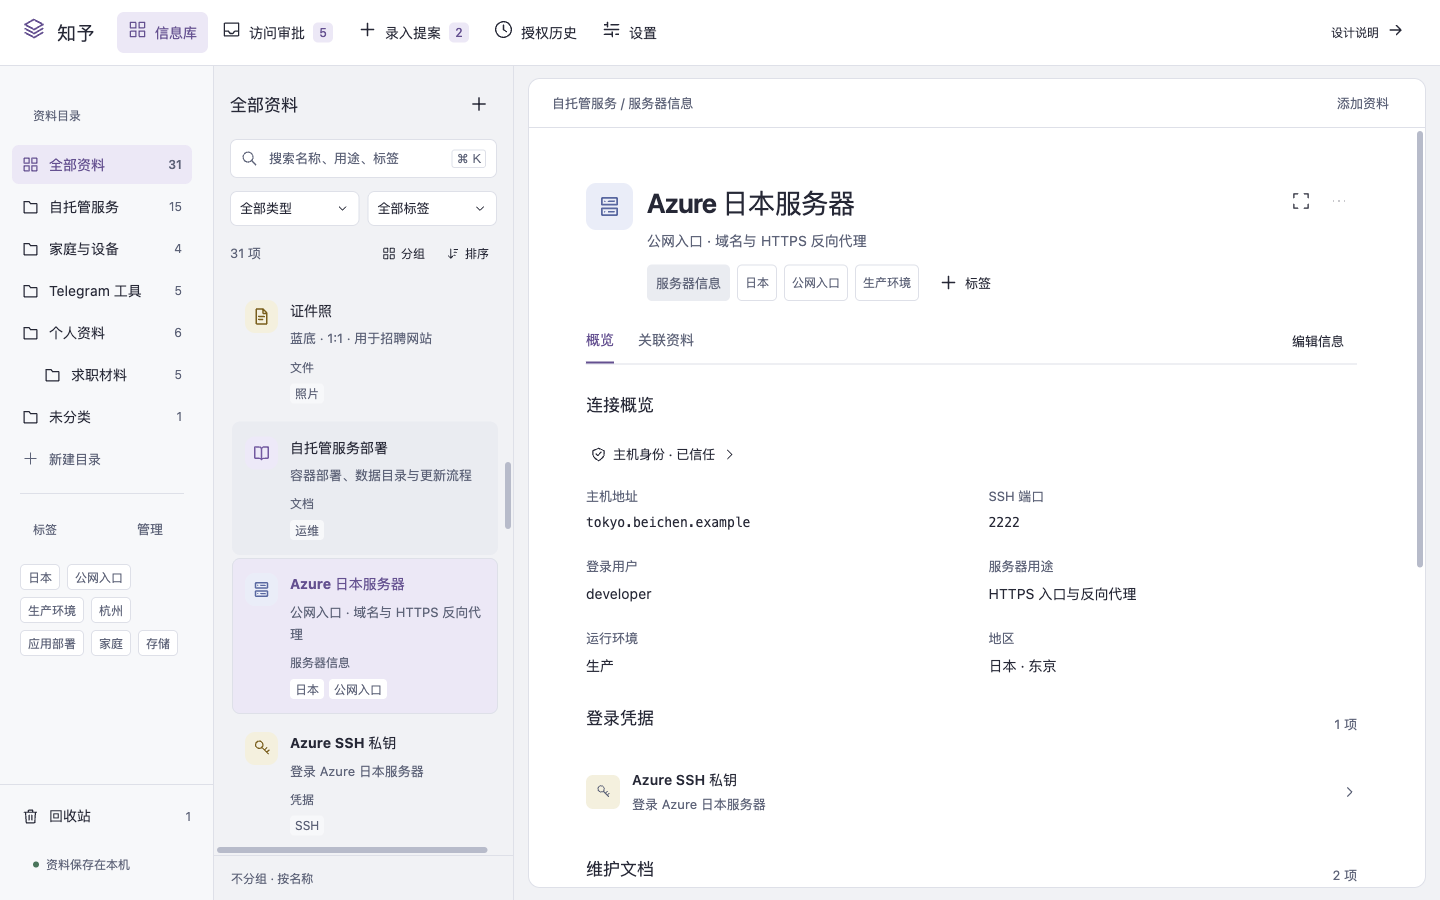 知予
信息库
访问审批 5
录入提案 2
授权历史
设置
设计说明
资料目录
全部资料 31
自托管服务 15
家庭与设备 4
Telegram 工具 5
个人资料 6
求职材料 5
未分类 1
新建目录
标签 管理
日本 公网入口
生产环境 杭州
应用部署 家庭 存储
回收站 1
资料保存在本机
全部资料
搜索名称、用途、标签 ⌘ K
全部类型 全部标签
31 项 分组 排序
证件照
蓝底 · 1:1 · 用于招聘网站
文件
照片
自托管服务部署
容器部署、数据目录与更新流程
文档
运维
Azure 日本服务器
公网入口 · 域名与 HTTPS 反向代
理
服务器信息
日本 公网入口
Azure SSH 私钥
登录 Azure 日本服务器
凭据
SSH
不分组 · 按名称
自托管服务 / 服务器信息 添加资料
Azure 日本服务器
公网入口 · 域名与 HTTPS 反向代理
服务器信息 日本 公网入口 生产环境 标签
概览 关联资料 编辑信息
连接概览
主机身份 · 已信任
主机地址 SSH 端口
tokyo.beichen.example 2222
登录用户 服务器用途
developer HTTPS 入口与反向代理
运行环境 地区
生产 日本 · 东京
登录凭据 1 项
Azure SSH 私钥
登录 Azure 日本服务器
维护文档 2 项